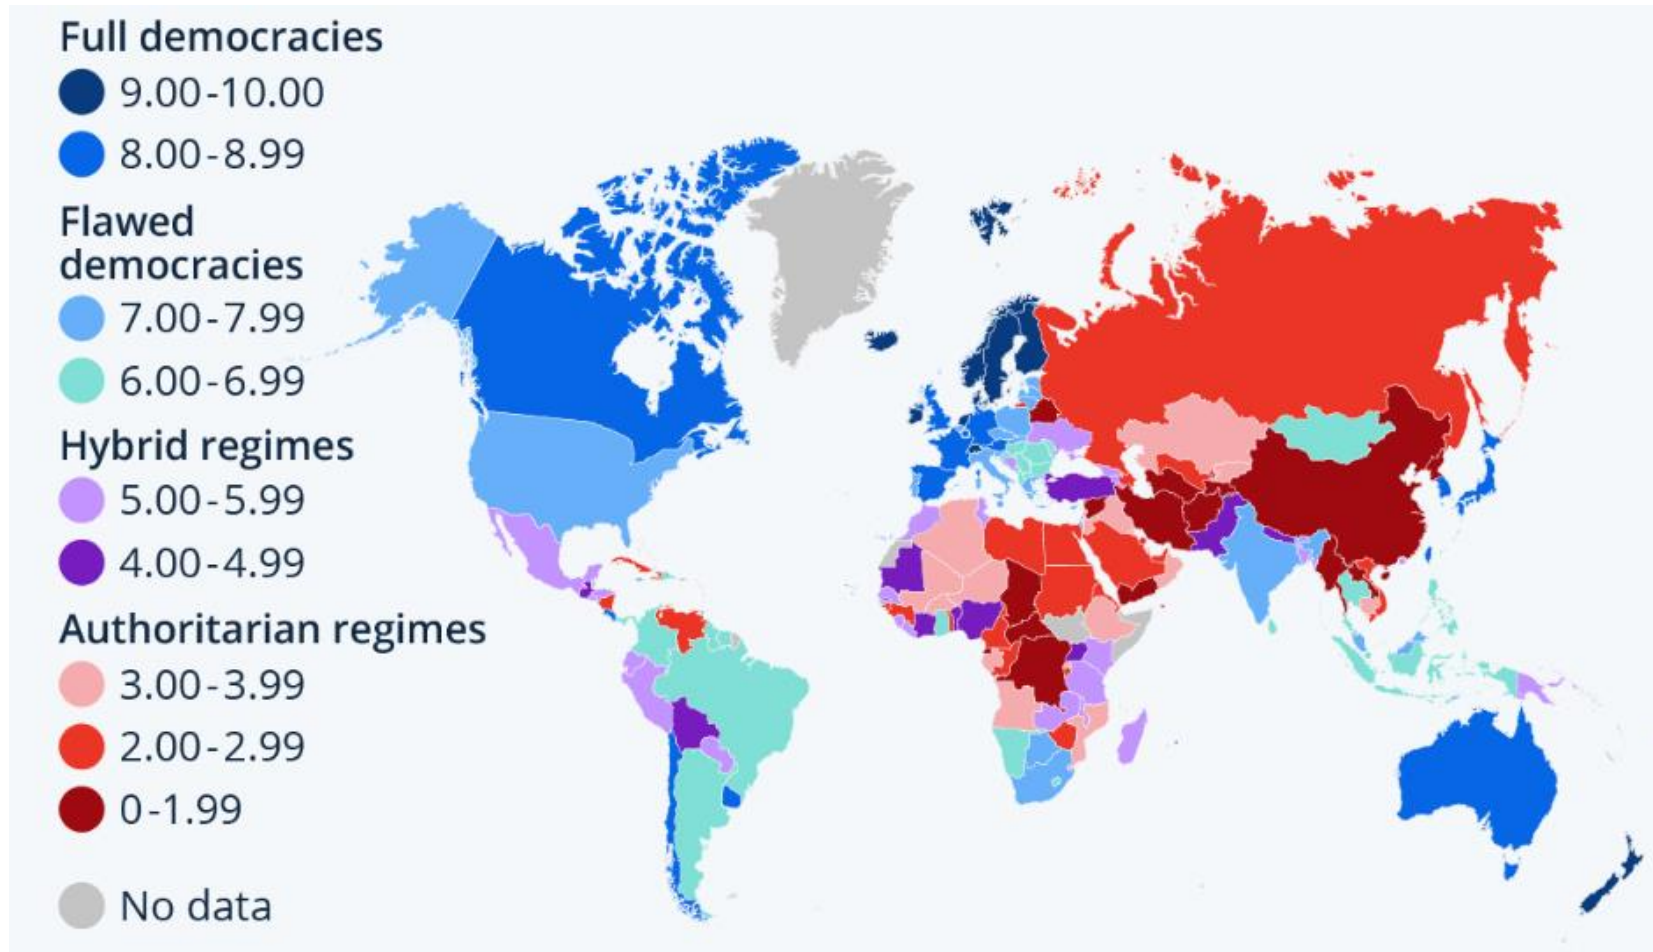 Full democracies
9.00-10.00
8.00-8.99
Flawed
democracies
7.00-7.99
6.00-6.99
Hybrid regimes
5.00-5.99
4.00-4.99
Authoritarian regimes
3.00-3.99
2.00-2.99
0-1.99
No data